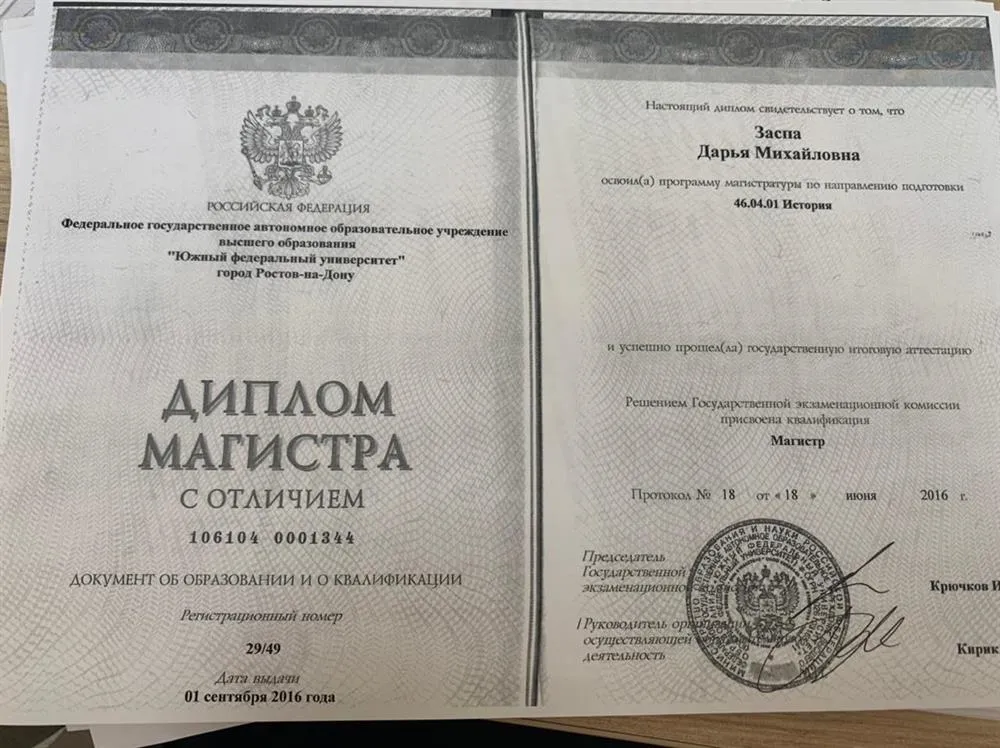 РОССИЙСКАЯ ФЕДЕРАЦИЯ
Федеральное государственное автономное образовательное учреждение
высшего образования
"Южный федеральный университет"
город Ростов-на-Дону
ДИПЛОМ
МАГИСТРА
С ОТЛИЧИЕМ
106104 0001344
ДОКУМЕНТ ОБ ОБРАЗОВАНИИ И О КВАЛИФИКАЦИИ
Регистрационный номер
29/49
Дата выдачи
01 сентября 2016 года
Настоящий диплом свидетельствует о том, что
Заспа
Дарья Михайловна
освоил(а) программу магистратуры по направлению подготовки
46.04.01 История
и успешно прошел(ла) государственную итоговую аттестацию
Решением Государственной экзаменационной комиссии
присвоена квалификация
Магистр
Протокол № 18 от « 18 » июня 2016 г.
Председатель
Государственной
экзаменационной
Крючков И
Руководитель
осуществляющей
деятельность
Кирик